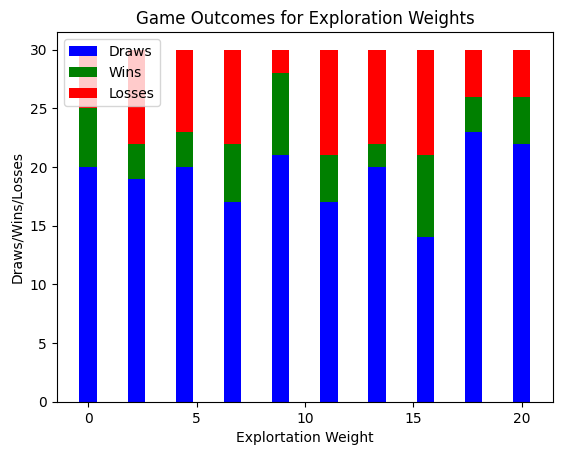 Game Outcomes for Exploration Weights
Draws
Wins
Losses
Draws/Wins/Losses
30
25
20
15
10
5
0
0 5 10 15 20
Explortation Weight